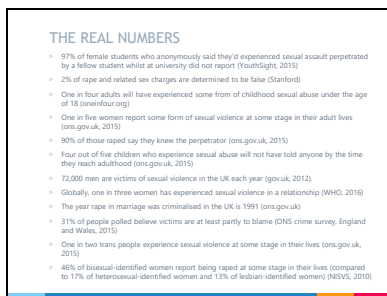 THE REAL NUMBERS
97% of female students who anonymously said they'd experienced sexual assault perpetrated
by a fellow student whilst at university did not report (YouthSight, 2015)
2% of rape and related sex charges are determined to be false (Stanford)
One in four adults will have experienced some from of childhood sexual abuse under the age
of 18 (oneinfour.org)
One in five women report some form of sexual violence at some stage in their adult lives
(ons.gov.uk, 2015)
90% of those raped say they knew the perpetrator (ons.gov.uk, 2015)
Four out of five children who experience sexual abuse will not have told anyone by the time
they reach adulthood (ons.gov.uk, 2015)
72,000 men are victims of sexual violence in the UK each year (gov.uk, 2012).
Globally, one in three women has experienced sexual violence in a relationship (WHO, 2016)
The year rape in marriage was criminalised in the UK is 1991 (ons.gov.uk)
31% of people polled believe victims are at least partly to blame (ONS crime survey, England
and Wales, 2015)
One in two trans people experience sexual violence at some stage in their lives (ons.gov.uk,
2015)
46% of bisexual-identified women report being raped at some stage in their lives (compared
to 17% of heterosexual-identified women and 13% of lesbian-identified women) (NISVS, 2010)